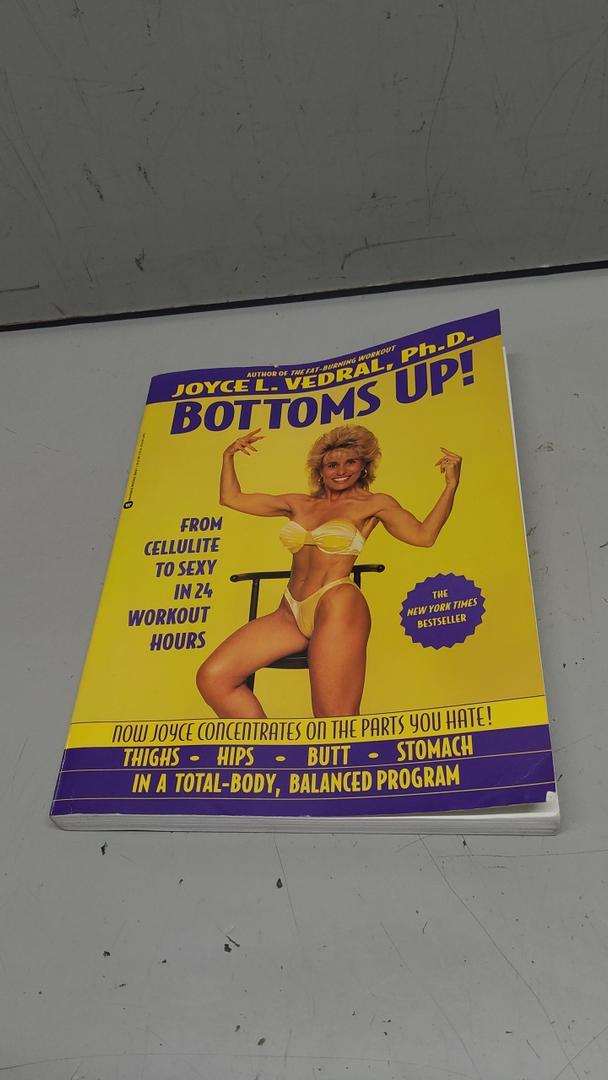 AUTHOR OF THE FAT-BURNING WORKOUT
JOYCE L. VEDRAL, Ph.D.
BOTTOMS UP!
FROM
CELLULITE
TO SEXY
IN 24
WORKOUT
HOURS
THE
NEW YORK TIMES
BESTSELLER
NOW JOYCE CONCENTRATES ON THE PARTS YOU HATE!
THIGHS • HIPS • BUTT • STOMACH
IN A TOTAL-BODY, BALANCED PROGRAM